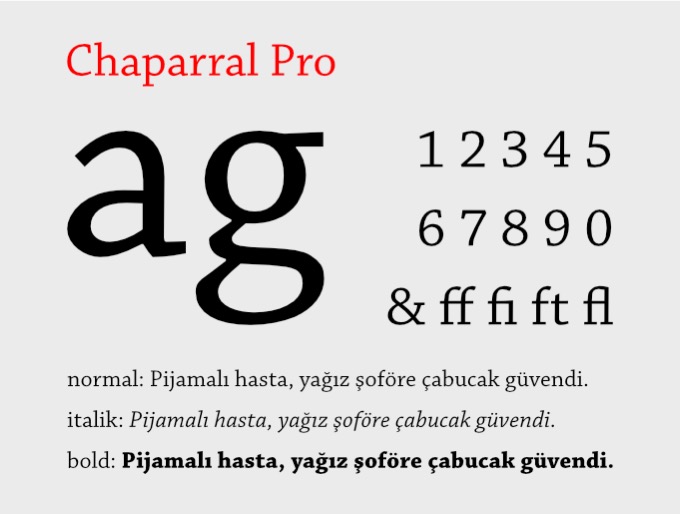 Chaparral Pro
ag
1 2 3 4 5
6 7 8 9 0
& ff fi ft fl
normal: Pijamalı hasta, yağız şoföre çabucak güvendi.
italik: Pijamalı hasta, yağız şoföre çabucak güvendi.
bold: Pijamalı hasta, yağız şoföre çabucak güvendi.